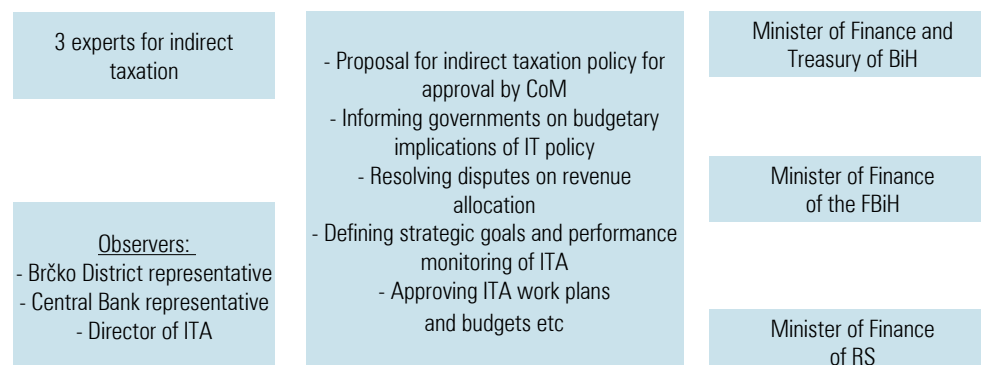 3 experts for indirect
taxation
Observers:
- Brčko District representative
- Central Bank representative
- Director of ITA
- Proposal for indirect taxation policy for
approval by CoM
- Informing governments on budgetary
implications of IT policy
- Resolving disputes on revenue
allocation
- Defining strategic goals and performance
monitoring of ITA
- Approving ITA work plans
and budgets etc
Minister of Finance and
Treasury of BiH
Minister of Finance
of the FBiH
Minister of Finance
of RS